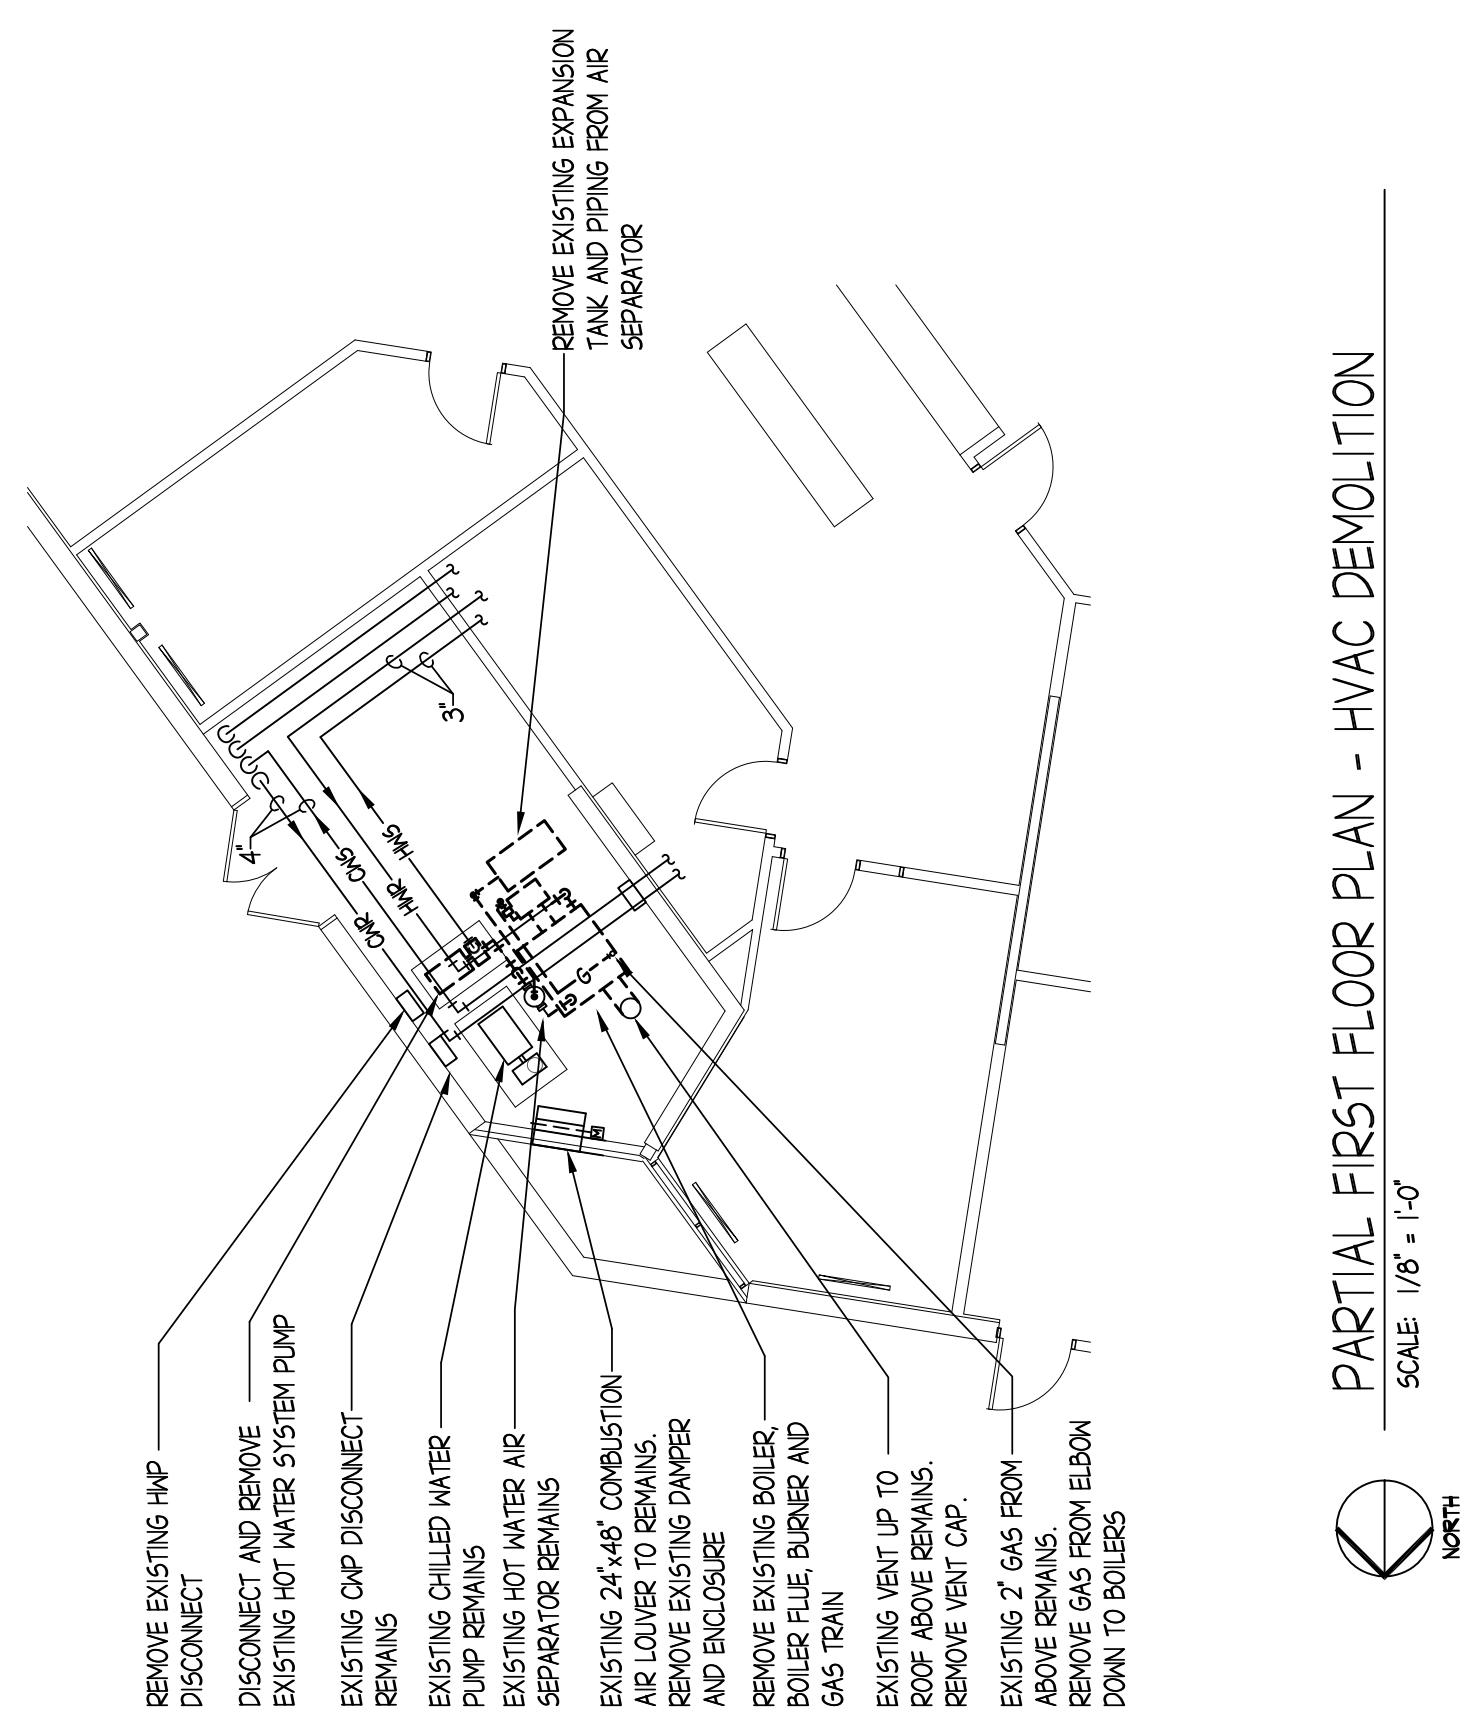 REMOVE EXISTING HWP
DISCONNECT
DISCONNECT AND REMOVE
EXISTING HOT WATER SYSTEM PUMP
EXISTING CWP DISCONNECT
REMAINS
EXISTING CHILLED WATER
PUMP REMAINS
EXISTING HOT WATER AIR
SEPARATOR REMAINS
EXISTING 24"x48" COMBUSTION
AIR LOUVER TO REMAINS.
REMOVE EXISTING DAMPER
AND ENCLOSURE
REMOVE EXISTING BOILER,
BOILER FLUE, BURNER AND
GAS TRAIN
EXISTING VENT UP TO
ROOF ABOVE REMAINS.
REMOVE VENT CAP.
EXISTING 2" GAS FROM
ABOVE REMAINS.
REMOVE GAS FROM ELBOW
DOWN TO BOILERS
REMOVE EXISTING EXPANSION
TANK AND PIPING FROM AIR
SEPARATOR
4"
3"
CWR
CWS
HWR
HWS
G
M
PARTIAL FIRST FLOOR PLAN - HVAC DEMOLITION
SCALE: 1/8" = 1'-0"
NORTH